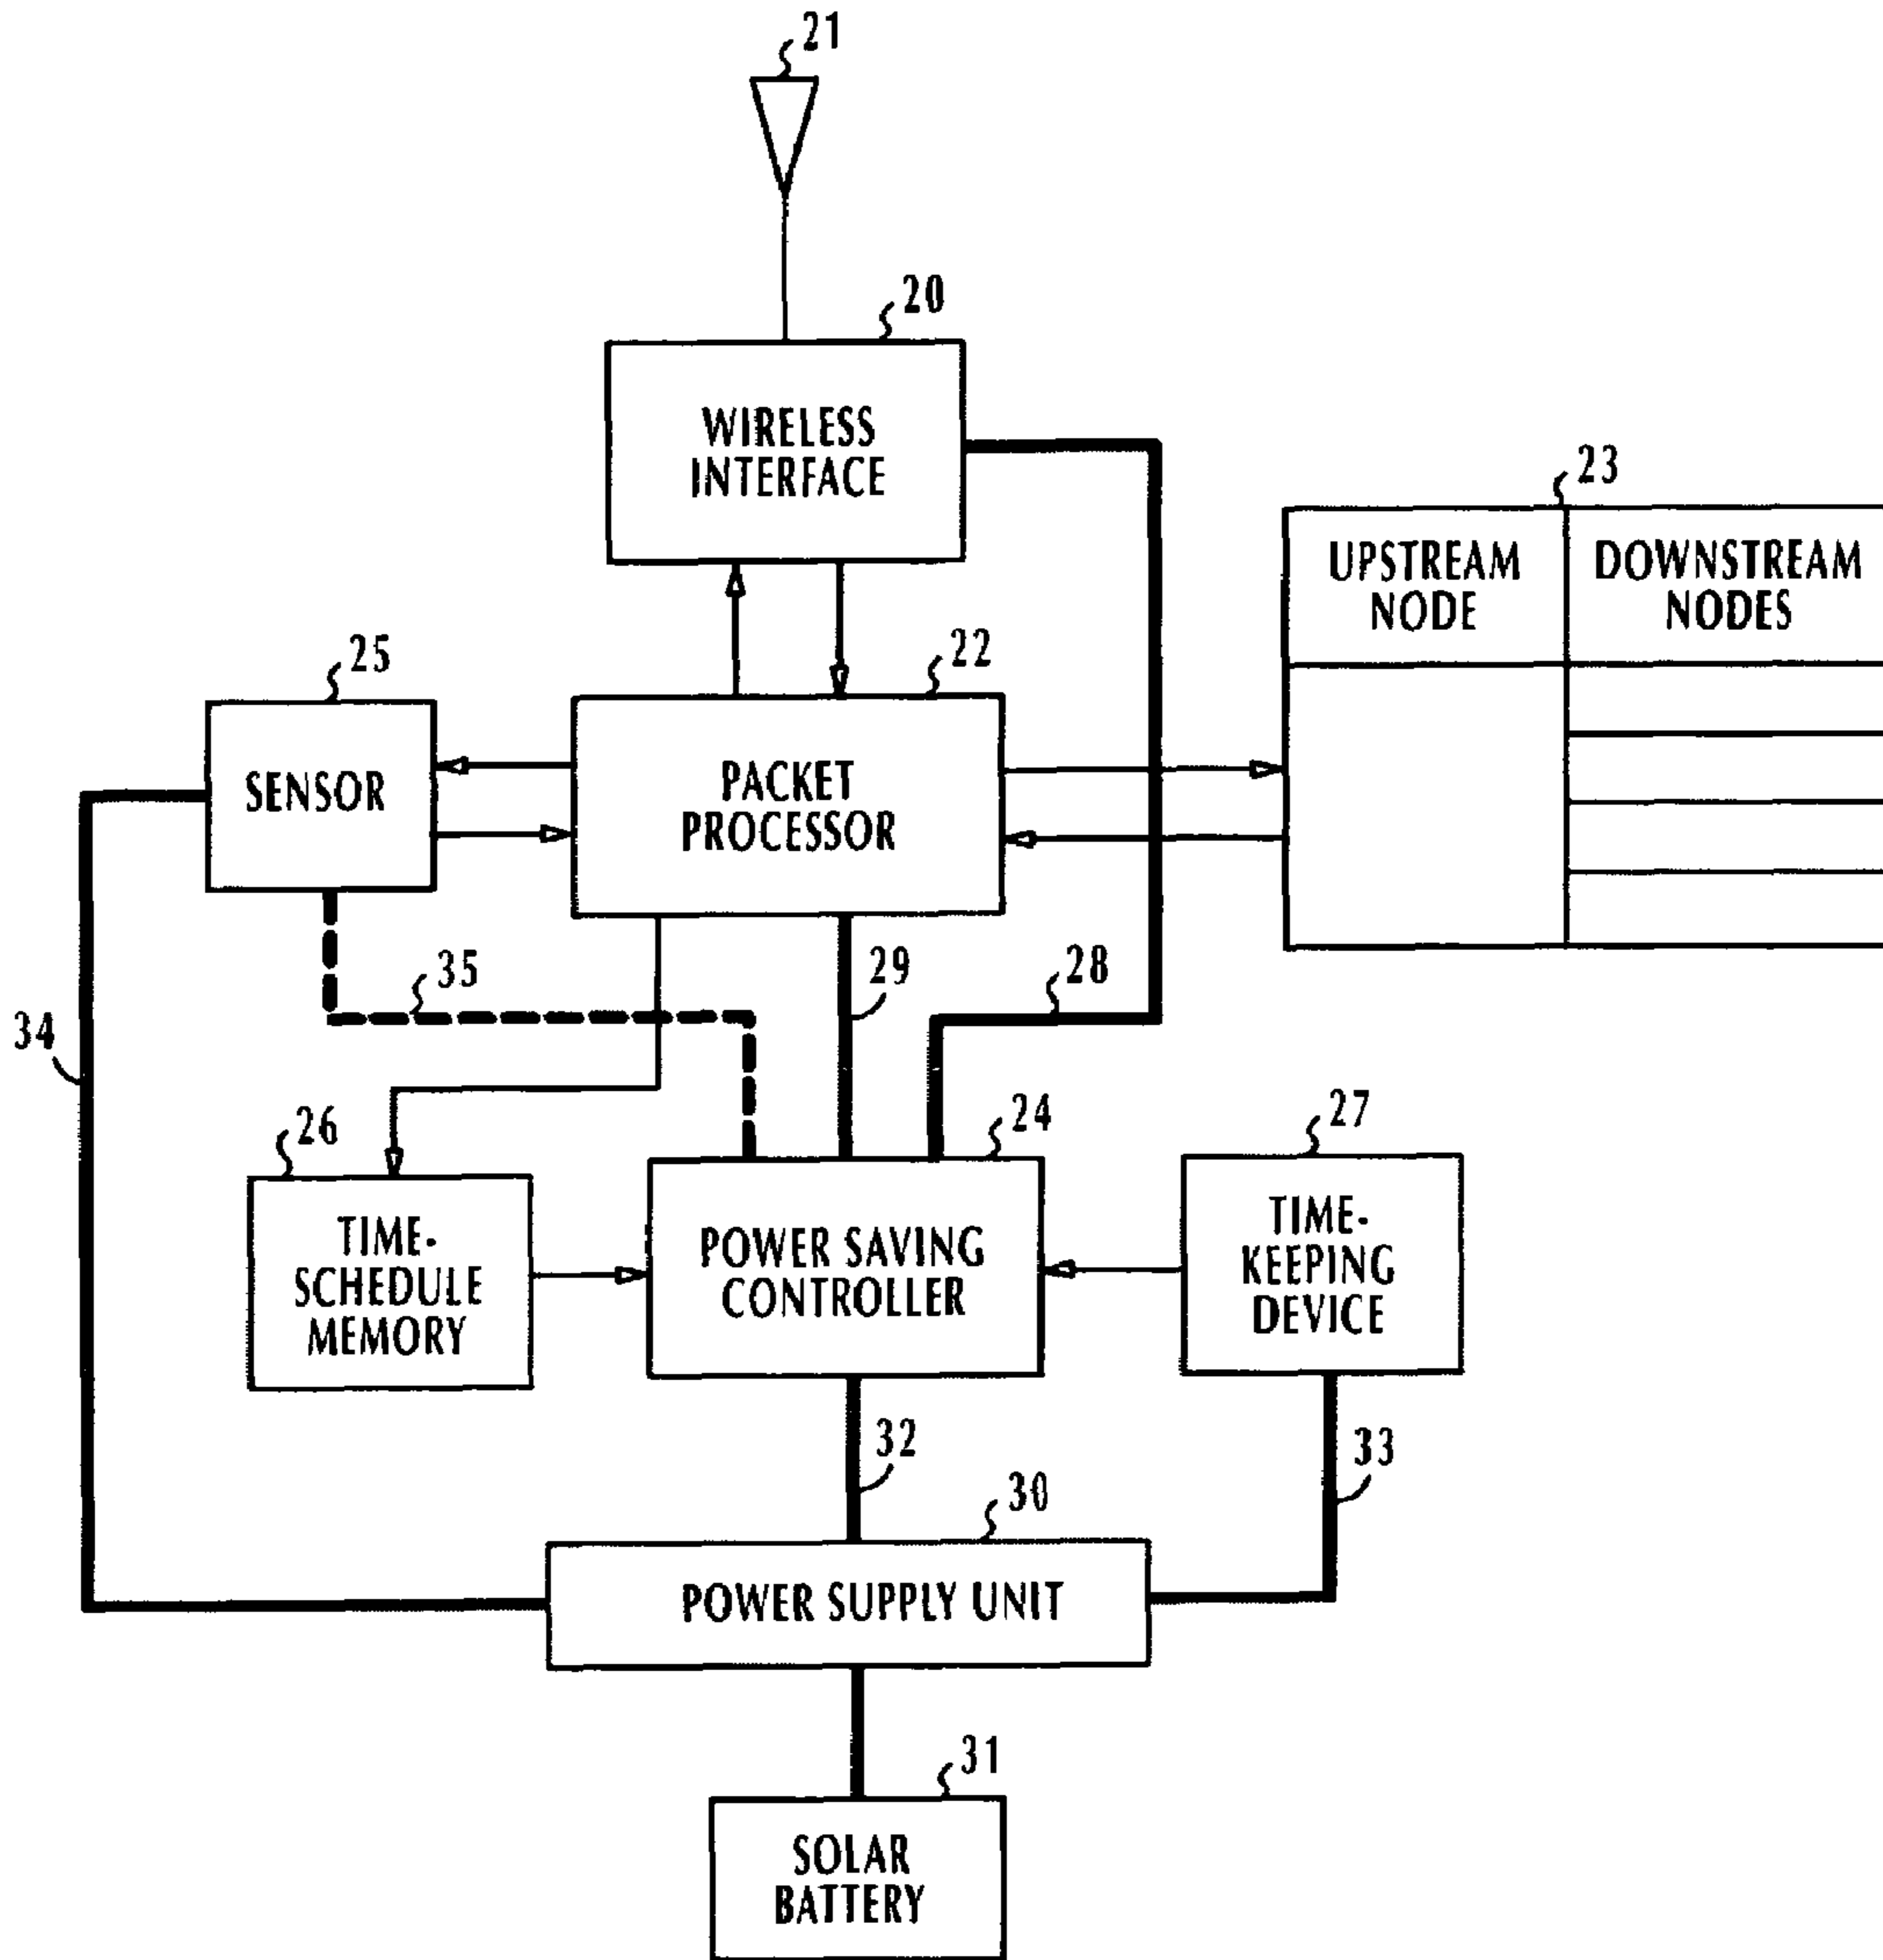 21
20
WIRELESS
INTERFACE
23
UPSTREAM
NODE
DOWNSTREAM
NODES
25
22
SENSOR
PACKET
PROCESSOR
35
29
28
34
26
24
27
TIME-
SCHEDULE
MEMORY
POWER SAVING
CONTROLLER
TIME-
KEEPING
DEVICE
32
33
30
POWER SUPPLY UNIT
31
SOLAR
BATTERY